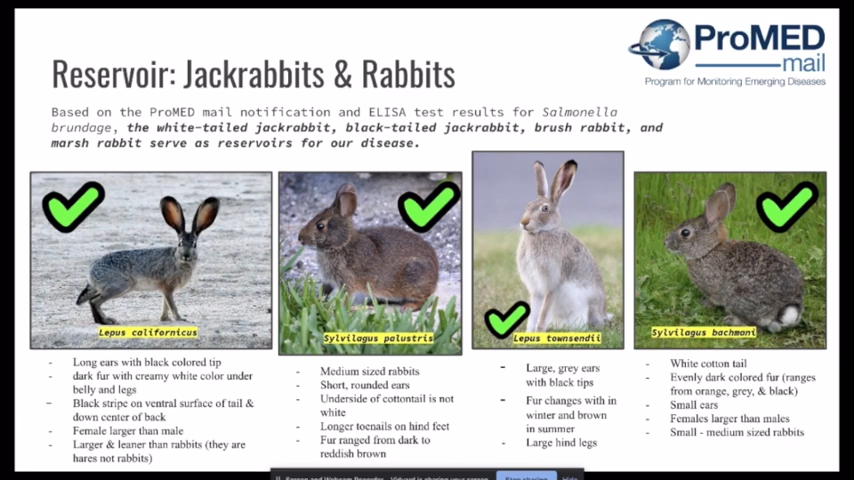 Reservoir: Jackrabbits & Rabbits
ProMED
mail
Program for Monitoring Emerging Diseases
Based on the ProMED mail notification and ELISA test results for Salmonella
brundage, the white-tailed jackrabbit, black-tailed jackrabbit, brush rabbit, and
marsh rabbit serve as reservoirs for our disease.
Lepus californicus
Sylvilagus palustris
Lepus townsendii
Sylvilagus bachmani
- Long ears with black colored tip
- dark fur with creamy white color under
belly and legs
- Black stripe on ventral surface of tail &
down center of back
- Female larger than male
- Larger & leaner than rabbits (they are
hares not rabbits)
- Medium sized rabbits
- Short, rounded ears
- Underside of cottontail is not
white
- Longer toenails on hind feet
- Fur ranged from dark to
reddish brown
- Large, grey ears
with black tips
- Fur changes with in
winter and brown
in summer
- Large hind legs
- White cotton tail
- Evenly dark colored fur (ranges
from orange, grey, & black)
- Small ears
- Females larger than males
- Small - medium sized rabbits